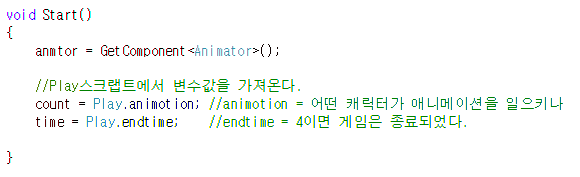 void Start()
{
anmtor = GetComponent<Animator>();
//Play스크랩트에서 변수값을 가져온다.
count = Play.animotion; //animotion = 어떤 캐릭터가 애니메이션을 일으키나
time = Play.endtime; //endtime = 4이면 게임은 종료되었다.
}